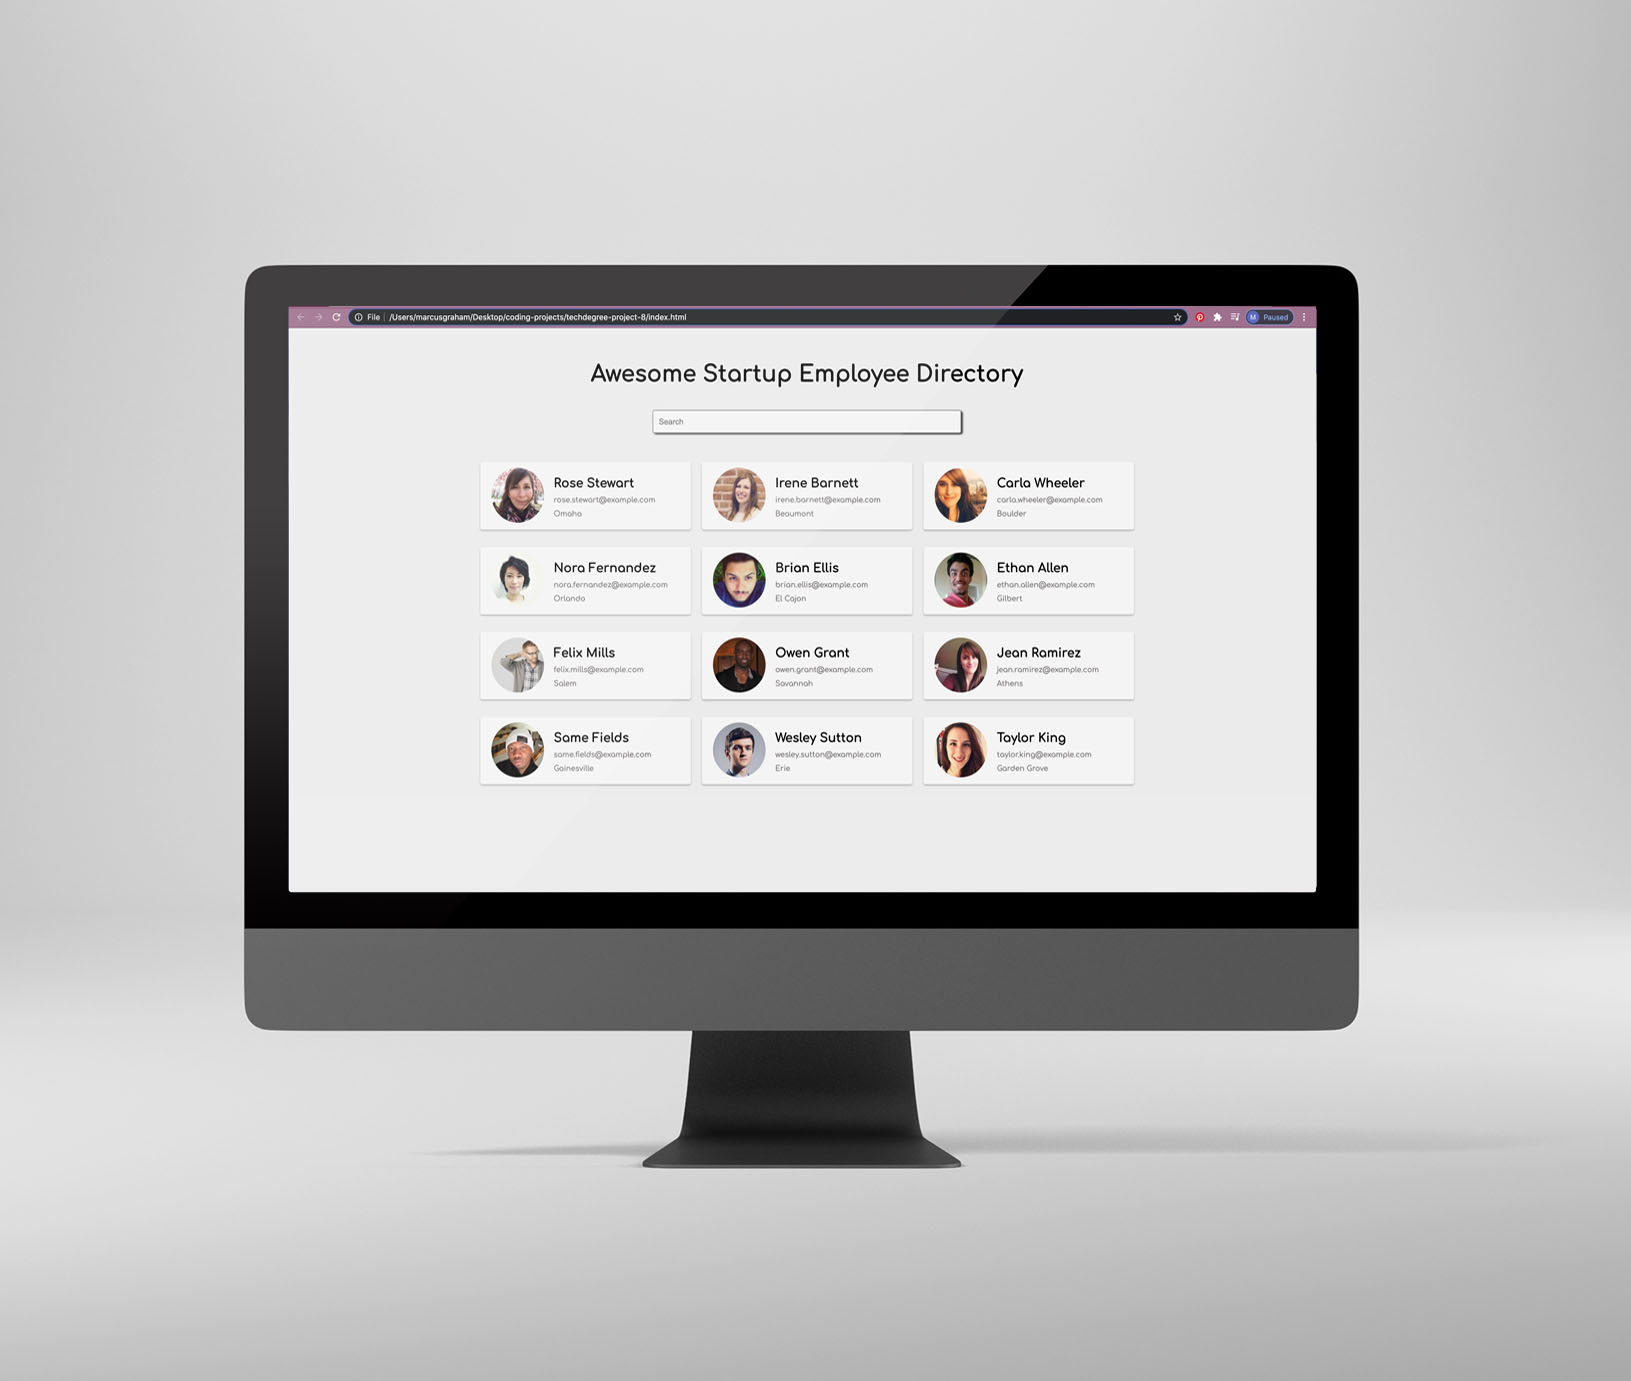 File | /Users/marcusgraham/Desktop/coding-projects/techdegree-project-8/index.html M Paused
Awesome Startup Employee Directory
Search
Rose Stewart
rose.stewart@example.com
Omaha
Irene Barnett
irene.barnett@example.com
Beaumont
Carla Wheeler
carla.wheeler@example.com
Boulder
Nora Fernandez
nora.fernandez@example.com
Orlando
Brian Ellis
brian.ellis@example.com
El Cajon
Ethan Allen
ethan.allen@example.com
Gilbert
Felix Mills
felix.mills@example.com
Salem
Owen Grant
owen.grant@example.com
Savannah
Jean Ramirez
jean.ramirez@example.com
Athens
Same Fields
same.fields@example.com
Gainesville
Wesley Sutton
wesley.sutton@example.com
Erie
Taylor King
taylor.king@example.com
Garden Grove